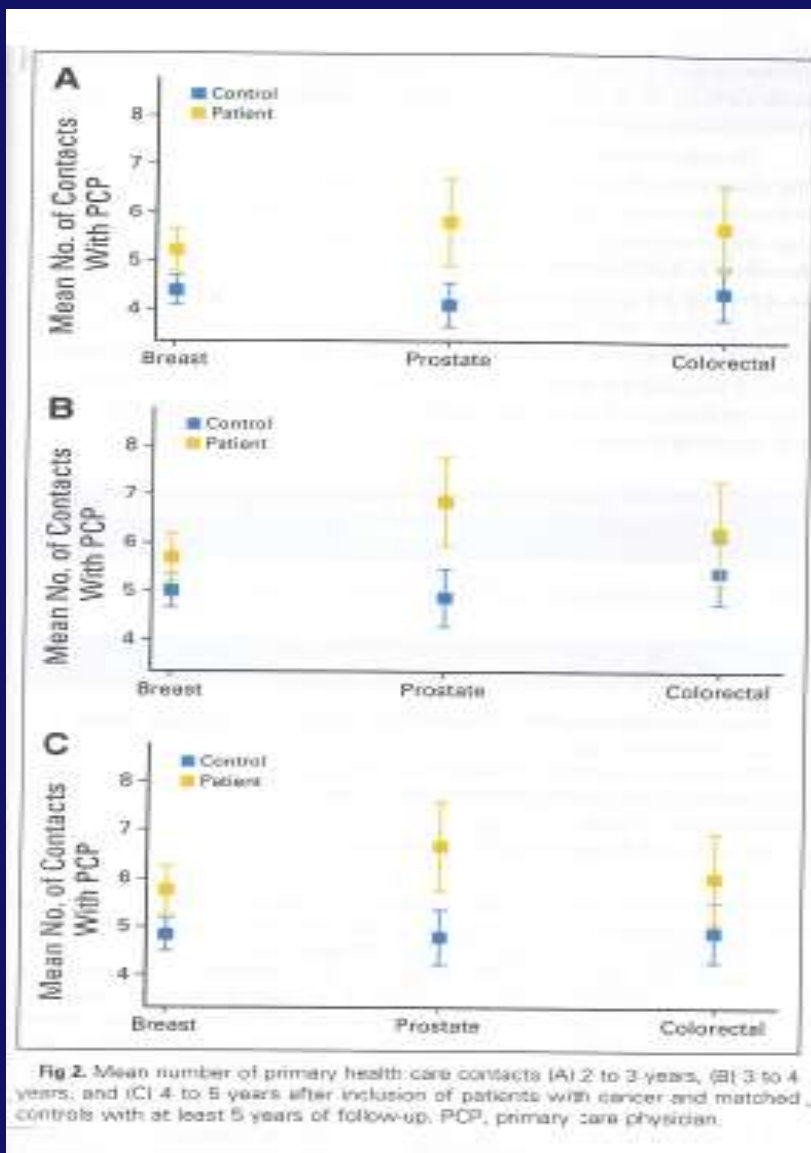 A
Control
Patient
Mean No. of Contacts
With PCP
8
7
6
5
4
Breast
Prostate
Colorectal
B
Control
Patient
Mean No. of Contacts
With PCP
8
7
6
5
4
Breast
Prostate
Colorectal
C
Control
Patient
Mean No. of Contacts
With PCP
8
7
6
5
4
Breast
Prostate
Colorectal
Fig 2. Mean number of primary health care contacts (A) 2 to 3 years, (B) 3 to 4
years, and (C) 4 to 5 years after inclusion of patients with cancer and matched
controls with at least 5 years of follow-up. PCP, primary care physician.